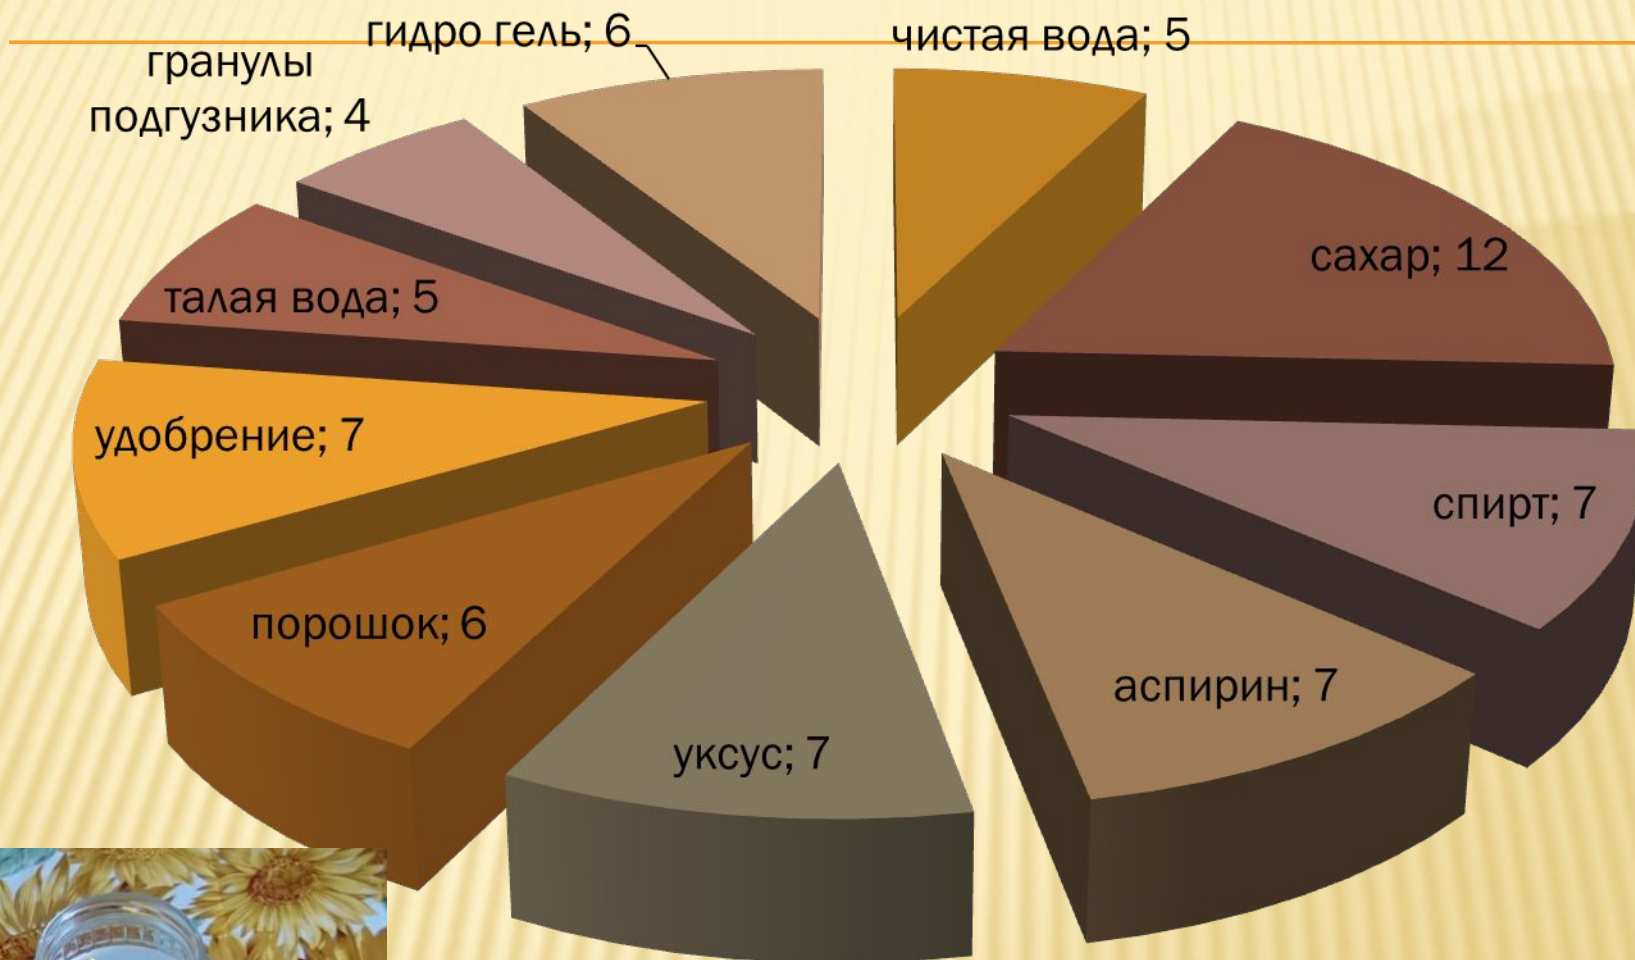 гидро гель; 6
чистая вода; 5
гранулы
подгузника; 4
сахар; 12
талая вода; 5
удобрение; 7
спирт; 7
порошок; 6
аспирин; 7
уксус; 7